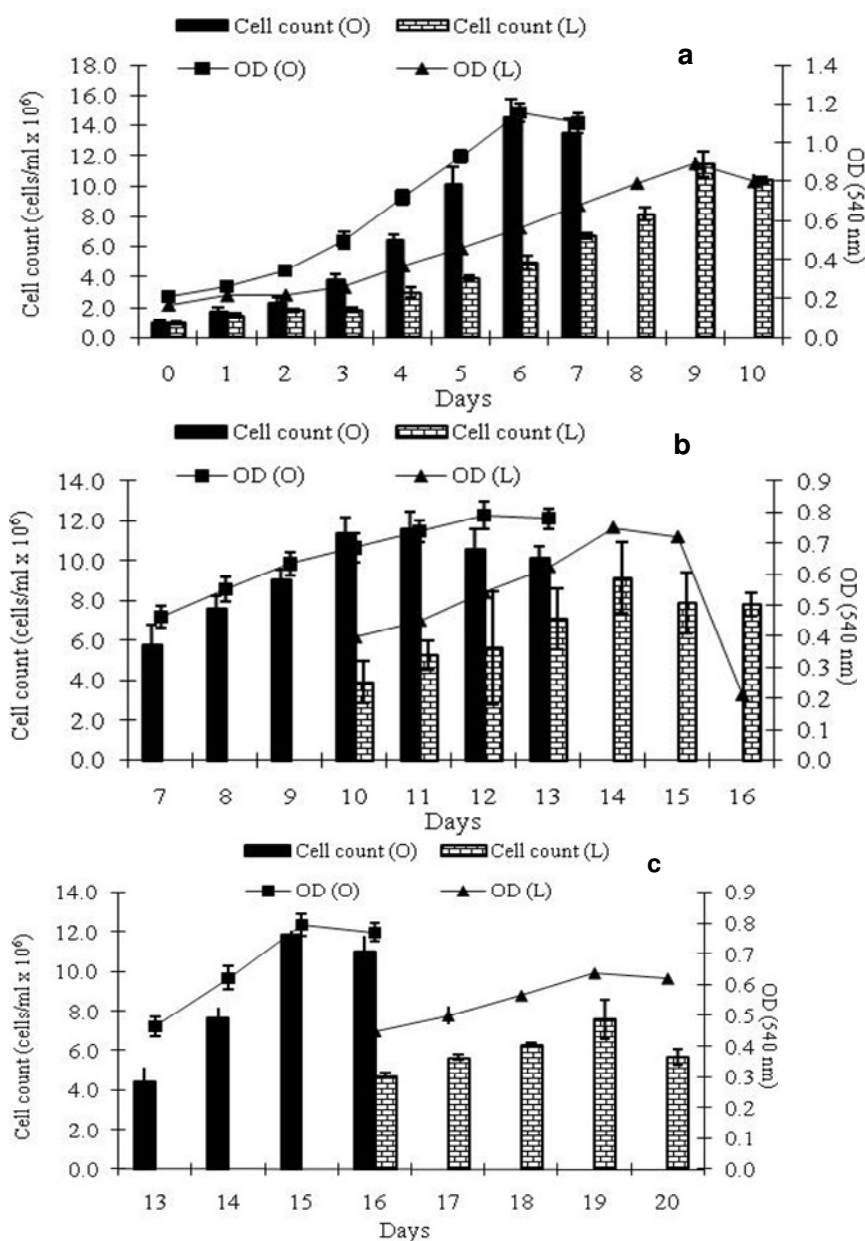 Cell count (O) Cell count (L)
a
OD (O) OD (L)
18.0
16.0
14.0
12.0
10.0
8.0
6.0
4.0
2.0
0.0
Cell count (cells/ml x 10⁶)
1.4
1.2
1.0
0.8
0.6
0.4
0.2
0.0
OD (540 nm)
0 1 2 3 4 5 6 7 8 9 10
Days
Cell count (O) Cell count (L)
b
OD (O) OD (L)
14.0
12.0
10.0
8.0
6.0
4.0
2.0
0.0
Cell count (cells/ml x 10⁶)
0.9
0.8
0.7
0.6
0.5
0.4
0.3
0.2
0.1
0.0
OD (540 nm)
7 8 9 10 11 12 13 14 15 16
Days
Cell count (O) Cell count (L)
c
OD (O) OD (L)
14.0
12.0
10.0
8.0
6.0
4.0
2.0
0.0
Cell count (cells/ml x 10⁶)
0.9
0.8
0.7
0.6
0.5
0.4
0.3
0.2
0.1
0.0
OD (540 nm)
13 14 15 16 17 18 19 20
Days